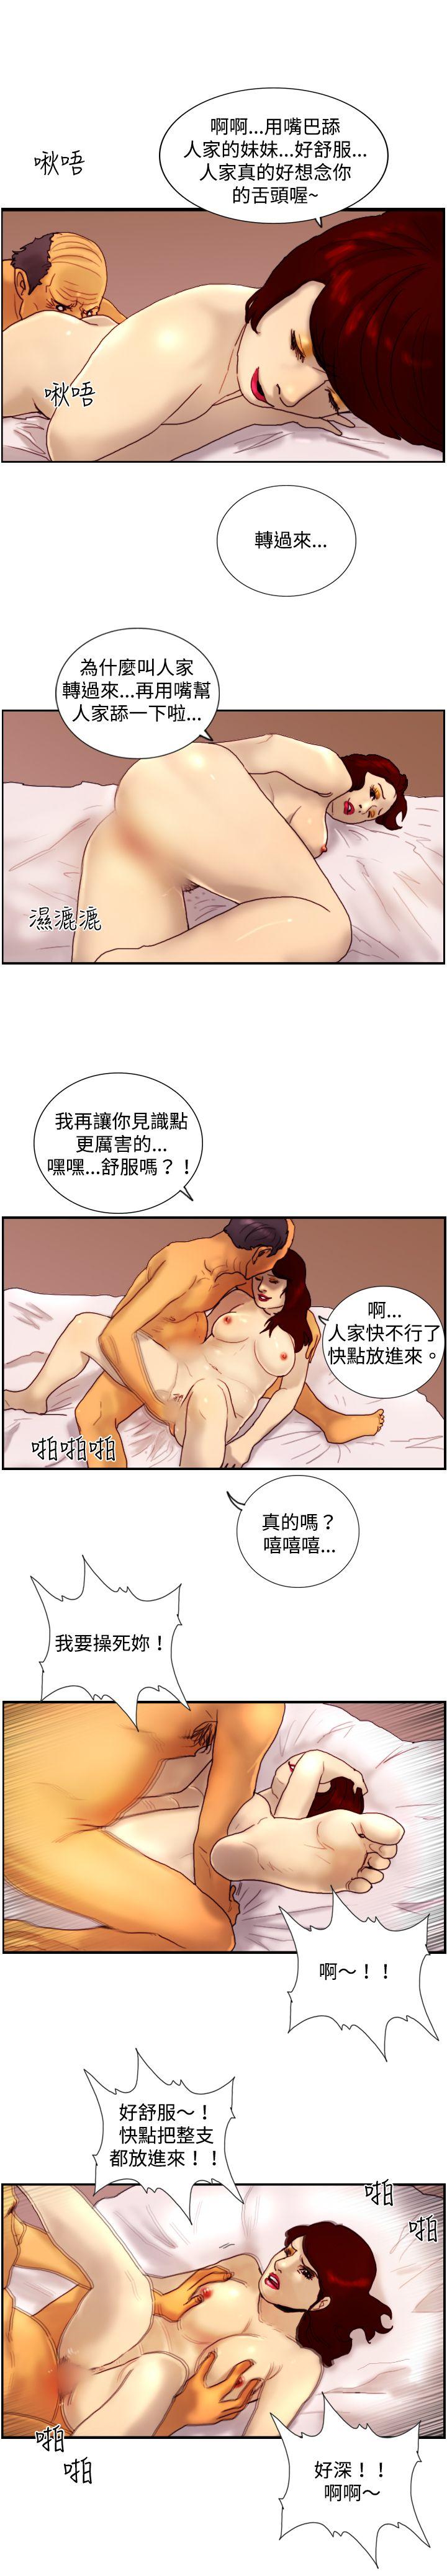 啾唔
啊啊...用嘴巴舔
人家的妹妹...好舒服...
人家真的好想念你
的舌頭喔~
啾唔
轉過來...
為什麼叫人家
轉過來...再用嘴幫
人家舔一下啦...
濕漉漉
我再讓你見識點
更厲害的...
嘿嘿...舒服嗎？！
啊...
人家快不行了
快點放進來。
啪啪啪
真的嗎？
嘻嘻嘻...
我要操死妳！
啊～！！
好舒服～！
快點把整支
都放進來！！
啪
啪
啪
啪
好深！！
啊啊～